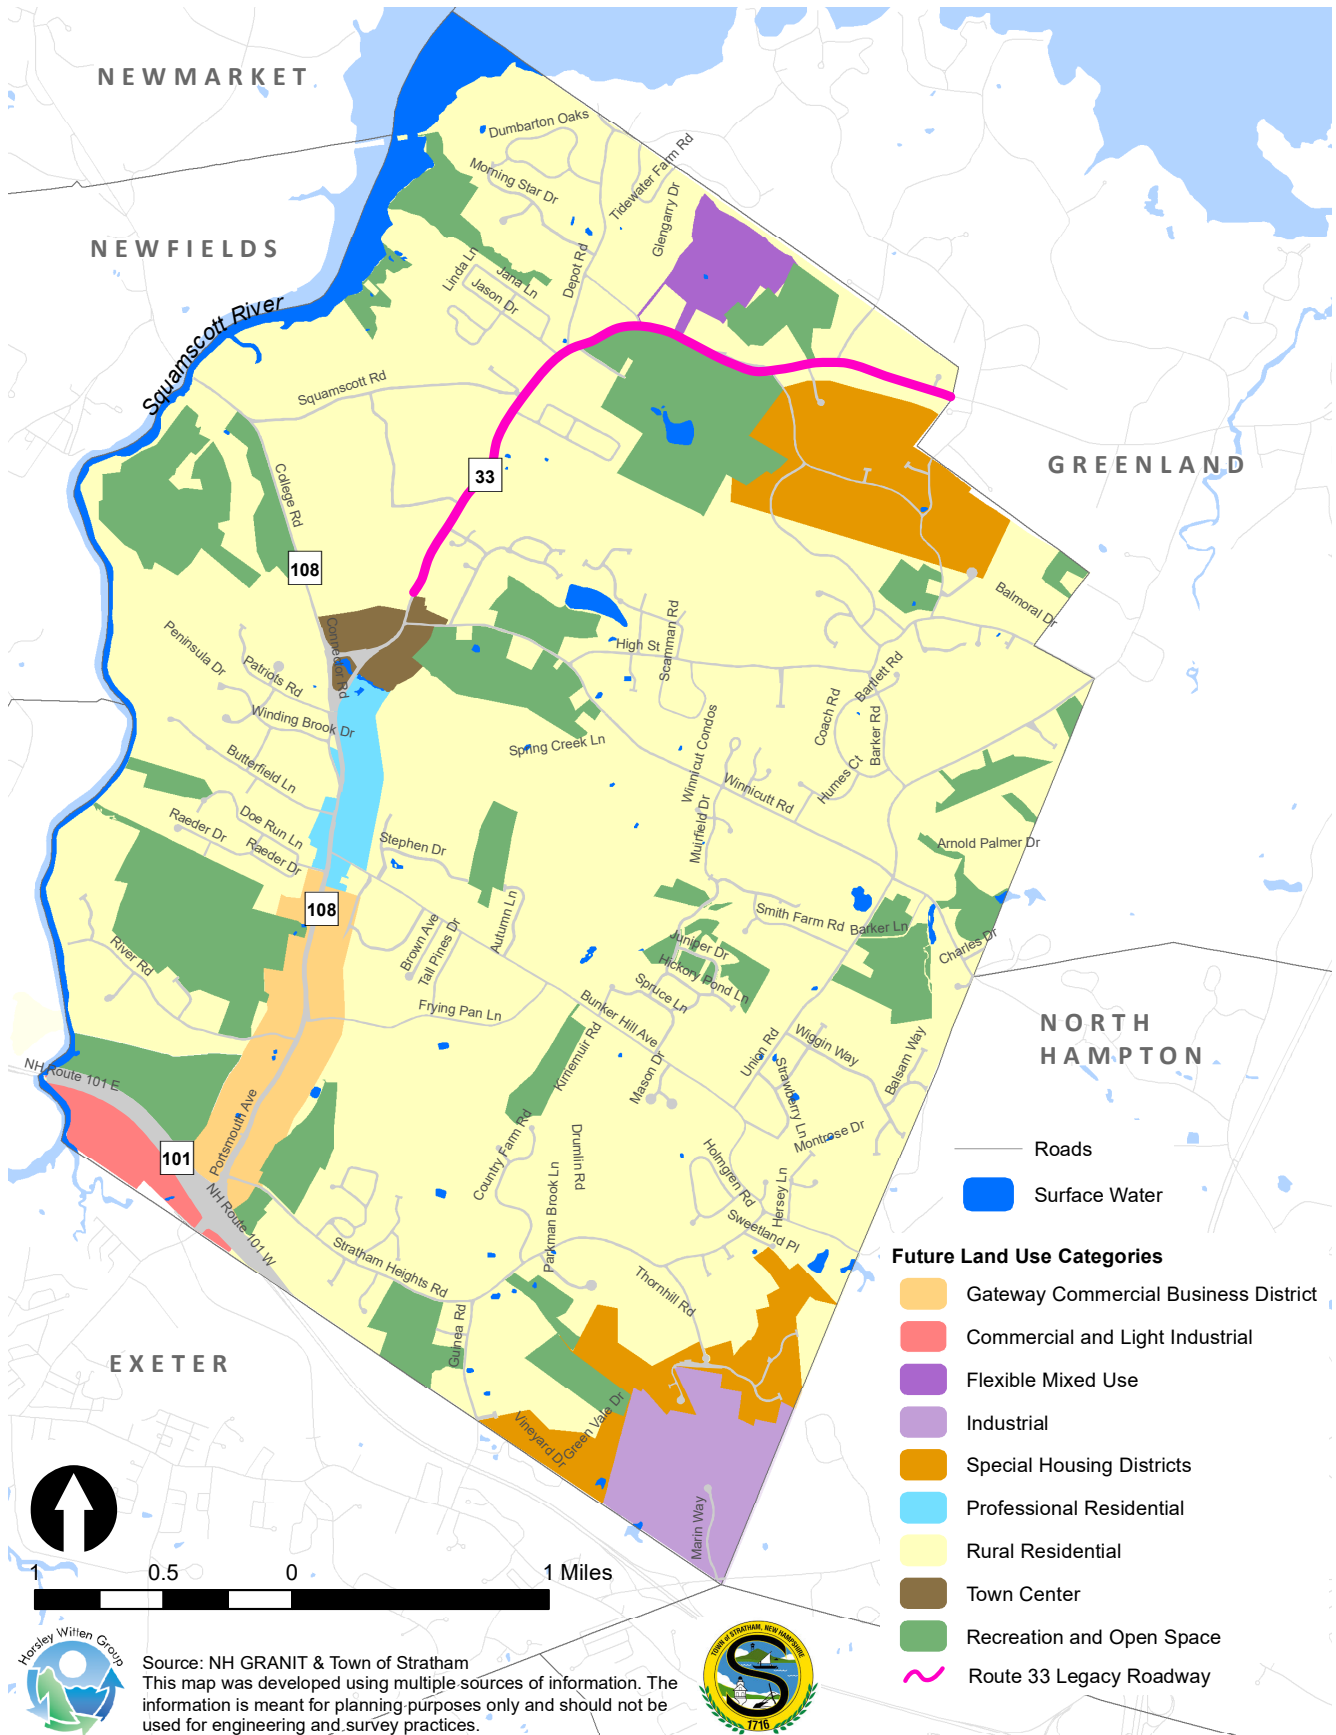 NEWMARKET
Dumbarton Oaks
Morning Star Dr
Tidewater Farm Rd
Glengarry Dr
NEWFIELDS
Depot Rd
Linda Ln
Jana Ln
Jason Dr
Squamscott River
Squamscott Rd
33
GREENLAND
College Rd
108
Balmoral Dr
Connector Rd
Peninsula Dr
Patriots Rd
High St
Scamman Rd
Bartlett Rd
Winding Brook Dr
Coach Rd
Barker Rd
Spring Creek Ln
Winnicut Condos
Butterfield Ln
Humes Ct
Winnicutt Rd
Doe Run Ln
Raeder Dr
Raeder Dr
Stephen Dr
Muirfield Dr
Arnold Palmer Dr
108
Autumn Ln
Smith Farm Rd
Barker Ln
Brown Ave
Tall Pines Dr
Juniper Dr
Charles Dr
River Rd
Hickory Pond Ln
Spruce Ln
Frying Pan Ln
Bunker Hill Ave
NORTH
HAMPTON
Kirriemuir Rd
Union Rd
Wiggin Way
Balsam Way
NH Route 101 E
Mason Dr
Strawberry Ln
Portsmouth Ave
Country Farm Rd
Drumlin Rd
Montrose Dr
101
Holmgren Rd
Hersey Ln
Roads
NH Route 101 W
Parkman Brook Ln
Sweetland Pl
Surface Water
Stratham Heights Rd
Thornhill Rd
Guinea Rd
EXETER
Vineyard Dr
Green Vale Dr
Marin Way
Future Land Use Categories
Gateway Commercial Business District
Commercial and Light Industrial
Flexible Mixed Use
Industrial
Special Housing Districts
Professional Residential
Rural Residential
Town Center
Recreation and Open Space
Route 33 Legacy Roadway
1 0.5 0 1 Miles
Horsley Witten Group
Source: NH GRANIT & Town of Stratham
This map was developed using multiple sources of information. The
information is meant for planning purposes only and should not be
used for engineering and survey practices.
TOWN OF STRATHAM, NEW HAMPSHIRE
S
1716